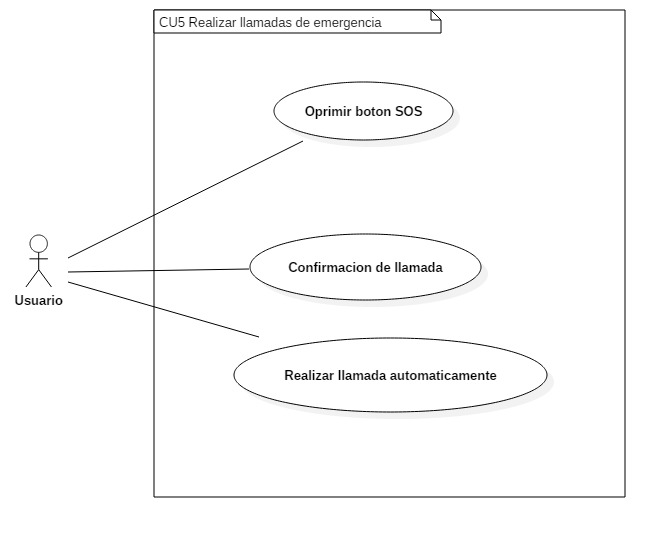 CU5 Realizar llamadas de emergencia
Oprimir boton SOS
Confirmacion de llamada
Usuario
Realizar llamada automaticamente